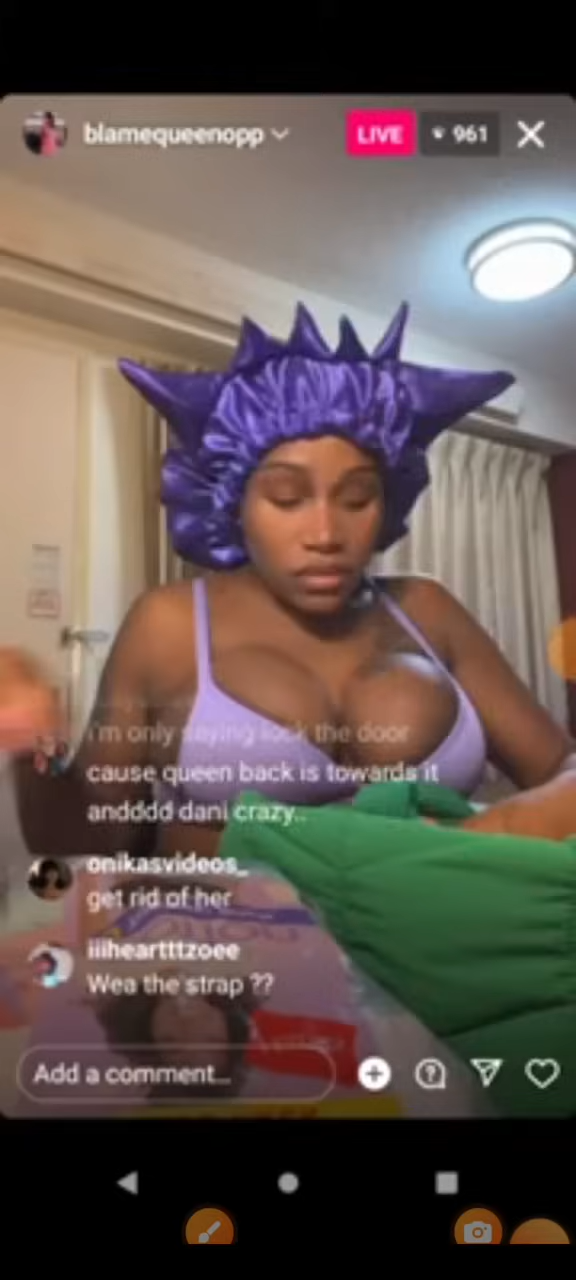 blamequeenopp
LIVE
961
i'm only saying lock the door
cause queen back is towards it
andddd dani crazy..
onikasvideos_
get rid of her
iiiheartttzoee
Wea the strap ??
Add a comment...